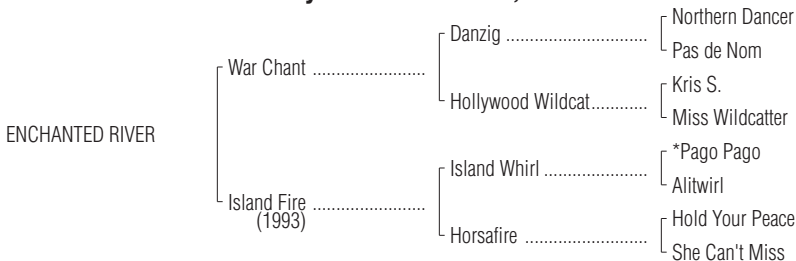 Northern Dancer
Danzig ..............................
Pas de Nom
War Chant ........................
Kris S.
Hollywood Wildcat............
Miss Wildcatter
ENCHANTED RIVER
*Pago Pago
Island Whirl ......................
Alitwirl
Island Fire ........................
(1993)
Hold Your Peace
Horsafire ..........................
She Can't Miss